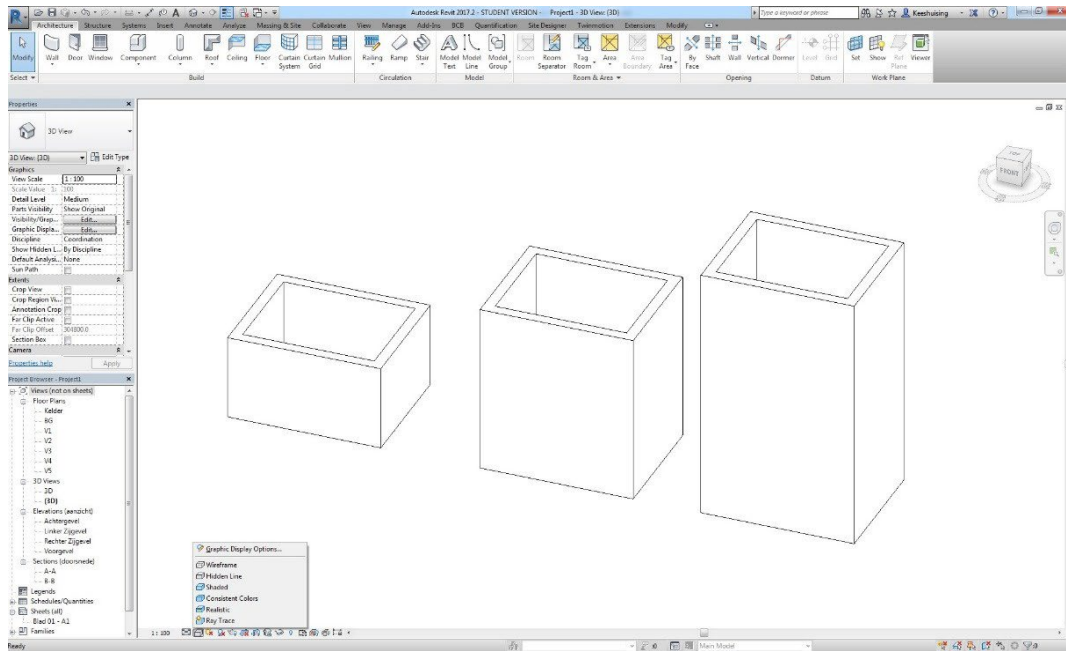 Autodesk Revit 2017.2 - STUDENT VERSION - Project1 - 3D View: {3D}
Type a keyword or phrase
Keeshuising
Architecture Structure Systems Insert Annotate Analyze Massing & Site Collaborate View Manage Add-Ins BCB Quantification Site Designer Twinmotion Extensions Modify
Modify Wall Door Window Component Column Roof Ceiling Floor Curtain System Curtain Grid Mullion Railing Ramp Stair Model Text Model Line Model Group Room Room Separator Tag Room Area Area Boundary Tag Area By Face Shaft Wall Vertical Dormer Level Grid Set Show Ref Plane Viewer
Select Build Circulation Model Room & Area Opening Datum Work Plane
Properties
3D View
3D View: {3D} Edit Type
Graphics
View Scale 1 : 100
Scale Value 1: 100
Detail Level Medium
Parts Visibility Show Original
Visibility/Grap... Edit...
Graphic Displa... Edit...
Discipline Coordination
Show Hidden L... By Discipline
Default Analysi... None
Sun Path
Extents
Crop View
Crop Region Vi...
Annotation Crop
Far Clip Active
Far Clip Offset 304800.0
Section Box
Camera
Properties help Apply
Project Browser - Project1
Views (not on sheets)
Floor Plans
Kelder
BG
V1
V2
V3
V4
V5
3D Views
3D
{3D}
Elevations (aanzicht)
Achtergevel
Linker Zijgevel
Rechter Zijgevel
Voorgevel
Sections (doorsnede)
A-A
B-B
Legends
Schedules/Quantities
Sheets (all)
Blad 01 - A1
Families
TOP
FRONT
Graphic Display Options...
Wireframe
Hidden Line
Shaded
Consistent Colors
Realistic
Ray Trace
1 : 100
Ready
:0
Main Model
:0